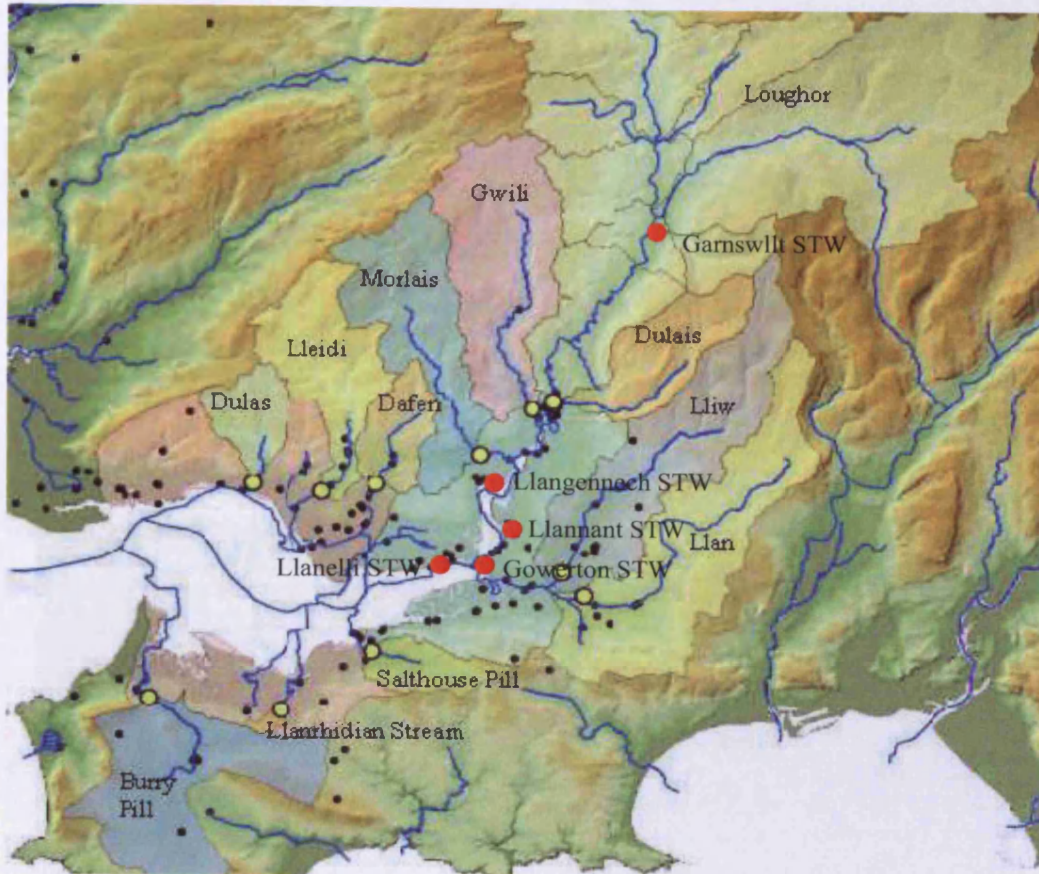 Loughor
Gwili
Garnswllt STW
Morlais
Dulais
Lleidi
Lliw
Dulas
Dafen
Llangennech STW
Llannant STW
Llan
Llanelli STW
Gowerton STW
Salthouse Pill
Llanrhidian Stream
Burry
Pill